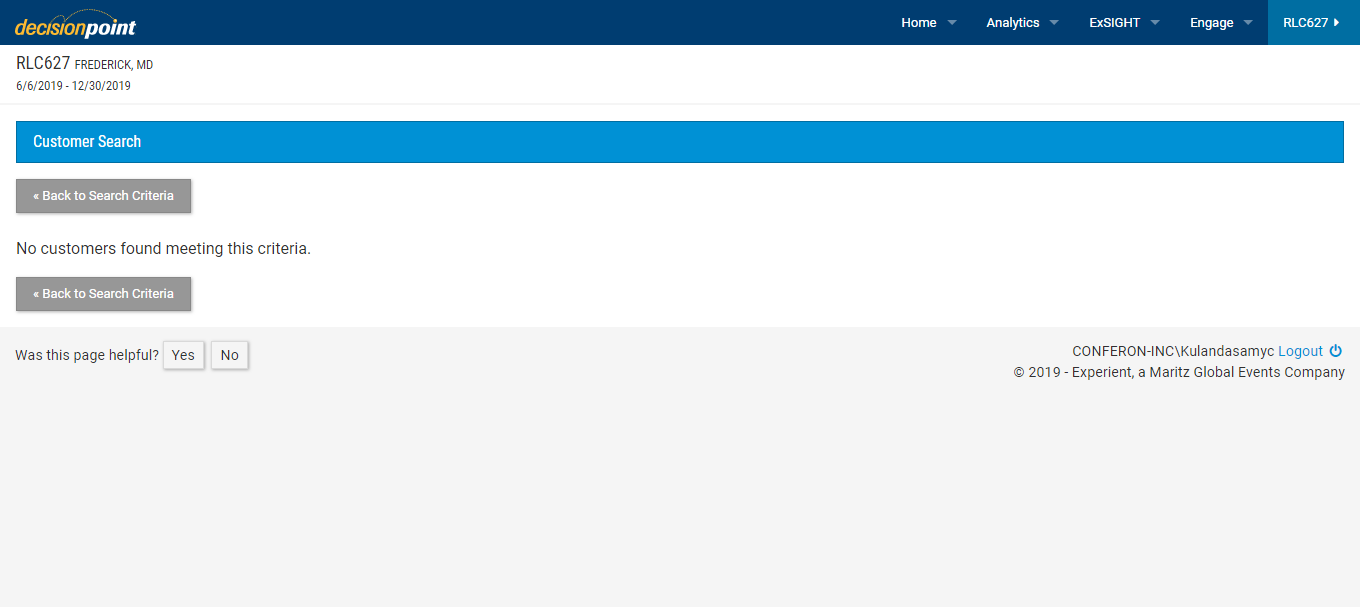 decisionpoint
Home Analytics ExSIGHT Engage RLC627
RLC627 FREDERICK, MD
6/6/2019 - 12/30/2019
Customer Search
« Back to Search Criteria
No customers found meeting this criteria.
« Back to Search Criteria
Was this page helpful? Yes No
CONFERON-INC\Kulandasamyc Logout
© 2019 - Experient, a Maritz Global Events Company